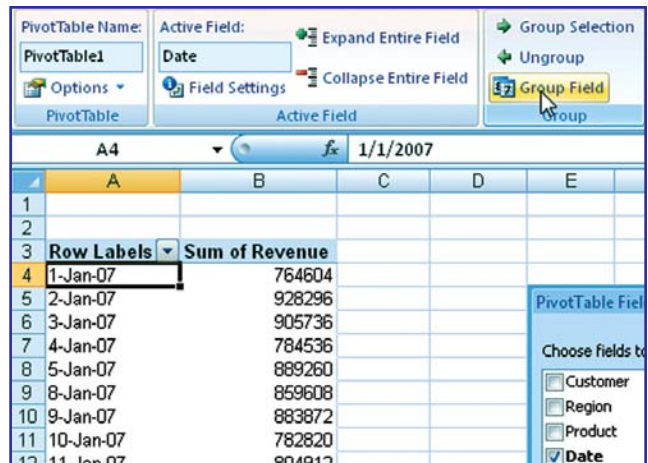 PivotTable Name:
PivotTable1
Options
PivotTable
Active Field:
Date
Field Settings
Expand Entire Field
Collapse Entire Field
Active Field
Group Selection
Ungroup
Group Field
Group
A4
fx
1/1/2007
A B C D E
1
2
3 Row Labels Sum of Revenue
4 1-Jan-07 764604
5 2-Jan-07 928296
6 3-Jan-07 905736
7 4-Jan-07 784536
8 5-Jan-07 889260
9 8-Jan-07 859608
10 9-Jan-07 883872
11 10-Jan-07 782820
12 11-Jan-07
PivotTable
Choose fields
Customer
Region
Product
Date